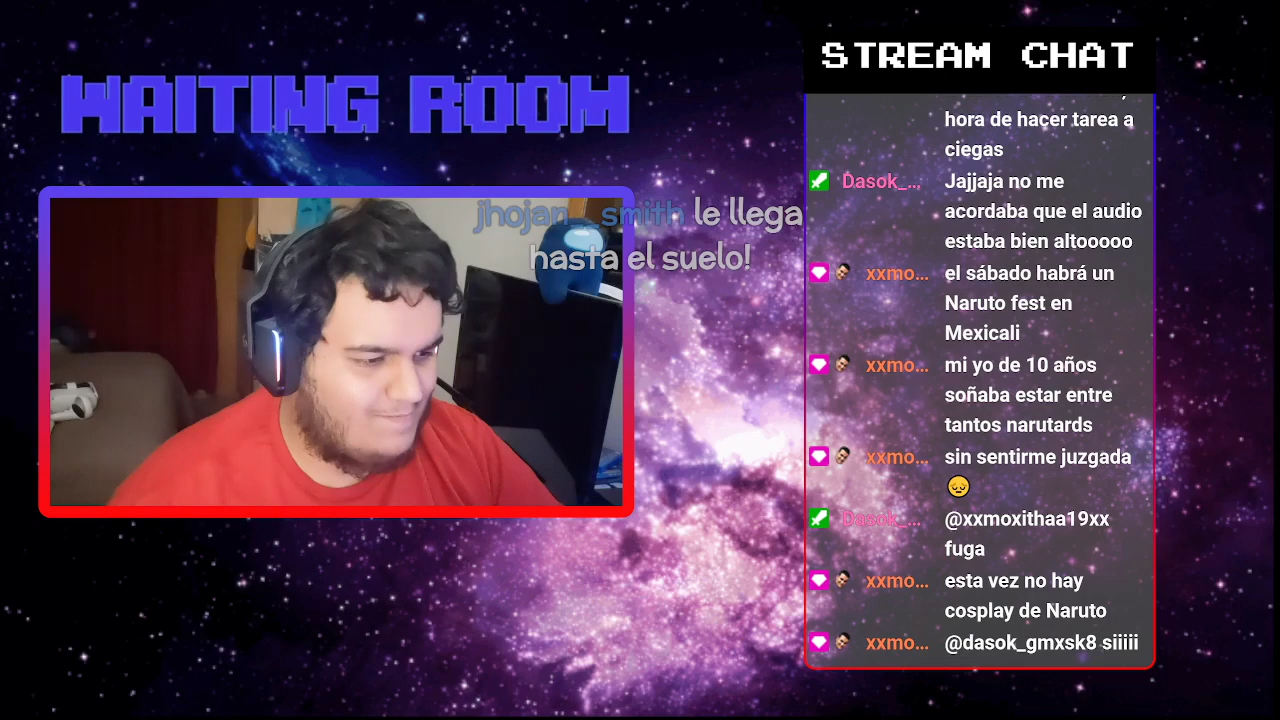 STREAM CHAT
WAITING ROOM
jhojan__smith le llega
hasta el suelo!
hora de hacer tarea a
ciegas
Dasok_... Jajjaja no me
acordaba que el audio
estaba bien altooooo
xxmo... el sábado habrá un
Naruto fest en
Mexicali
xxmo... mi yo de 10 años
soñaba estar entre
tantos narutards
xxmo... sin sentirme juzgada
😔
Dasok_... @xxmoxithaa19xx
fuga
xxmo... esta vez no hay
cosplay de Naruto
xxmo... @dasok_gmxsk8 siiiii